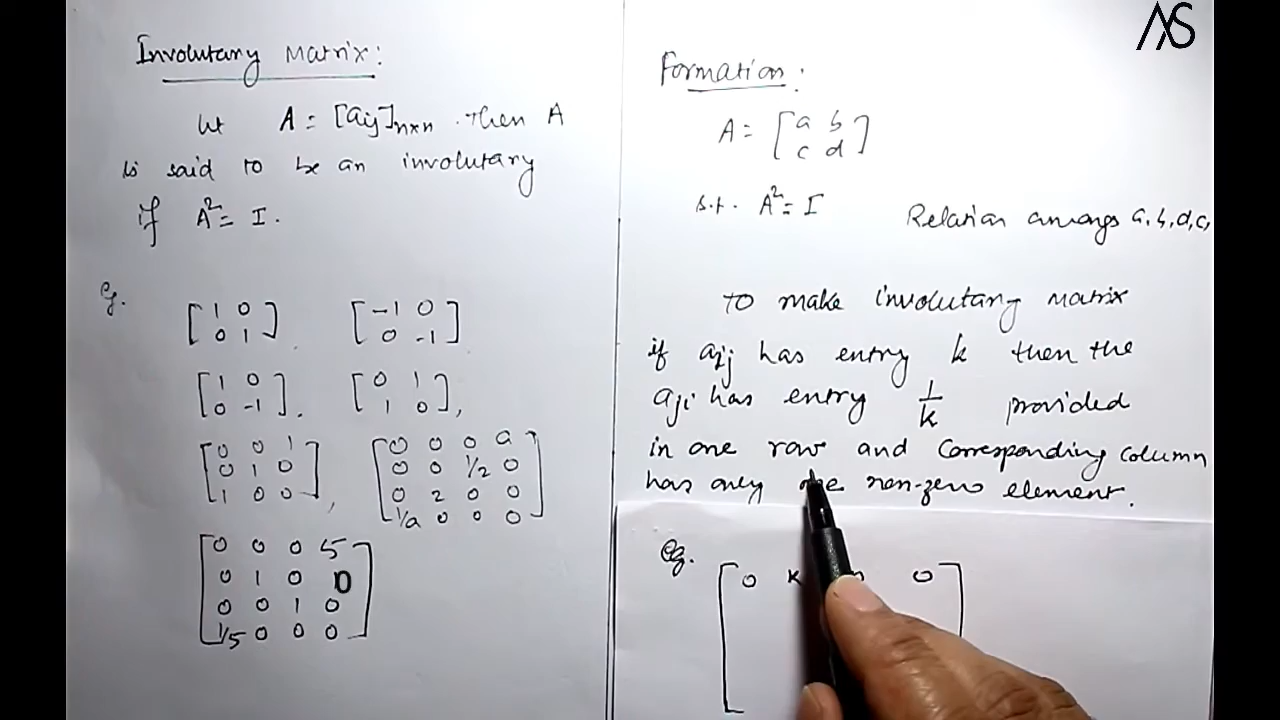 Involutary Matrix:
Let A = [aij]n×n . Then A
is said to be an involutary
if A² = I.
eg.
[1 0
0 1],
[-1 0
0 -1]
[1 0
0 -1],
[0 1
1 0],
[0 0 1
0 1 0
1 0 0],
[0 0 0 a
0 0 1/2 0
0 2 0 0
1/a 0 0 0]
[0 0 0 5
0 1 0 0
0 0 1 0
1/5 0 0 0]
AS
Formation:
A = [a b
c d]
s.t. A² = I
Relation amongs a, b, d, c,
To make involutary matrix
if aij has entry k then the
aji has entry 1/k provided
in one raw and corresponding column
has only one non-zero element.
eg.
[0 k 0